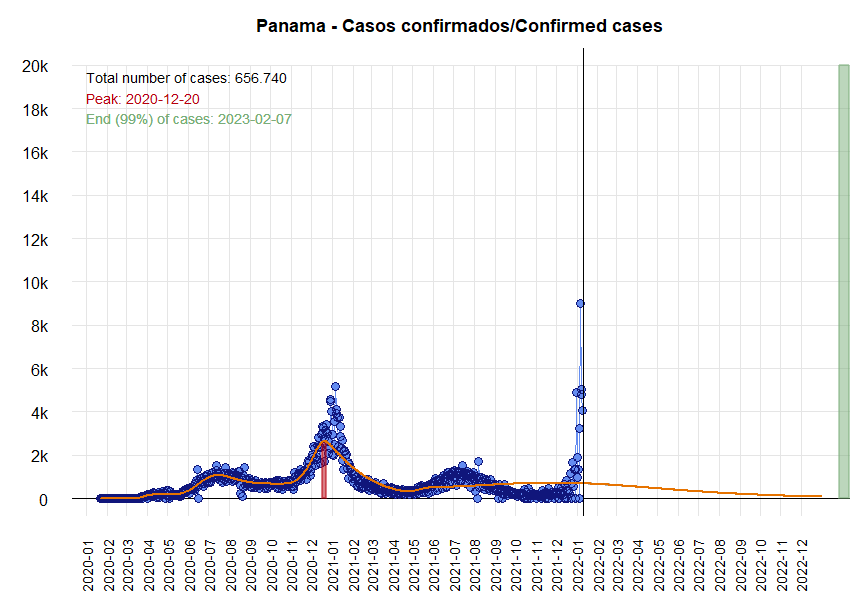 Panama - Casos confirmados/Confirmed cases
20k
18k
16k
14k
12k
10k
8k
6k
4k
2k
0
Total number of cases: 656.740
Peak: 2020-12-20
End (99%) of cases: 2023-02-07
2020-01
2020-02
2020-03
2020-04
2020-05
2020-06
2020-07
2020-08
2020-09
2020-10
2020-11
2020-12
2021-01
2021-02
2021-03
2021-04
2021-05
2021-06
2021-07
2021-08
2021-09
2021-10
2021-11
2021-12
2022-01
2022-02
2022-03
2022-04
2022-05
2022-06
2022-07
2022-08
2022-09
2022-10
2022-11
2022-12